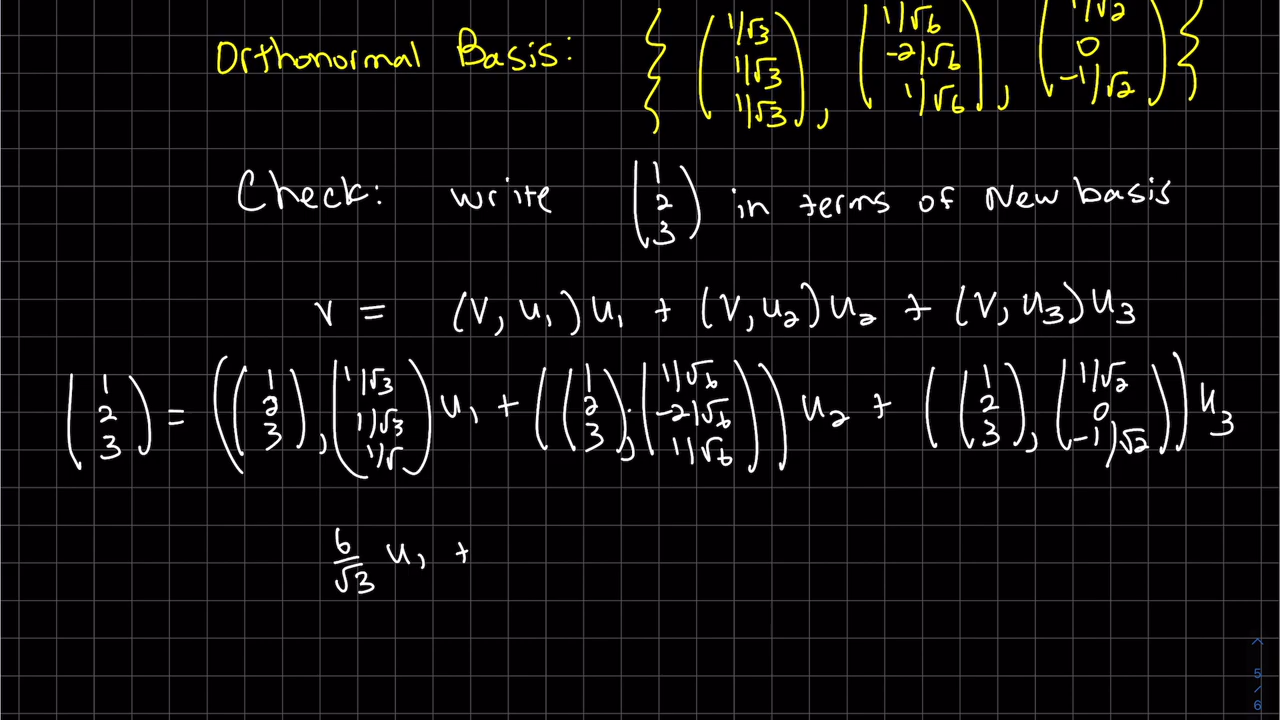 Orthonormal Basis: { (1/√3 1/√3 1/√3), (1/√6 -2/√6 1/√6), (1/√2 0 -1/√2) }
Check: write (1 2 3) in terms of New basis
v = (v, u₁)u₁ + (v, u₂)u₂ + (v, u₃)u₃
(1 2 3) = ((1 2 3), (1/√3 1/√3 1/√) u₁ + ((1 2 3), (1/√6 -2/√6 1/√6)) u₂ + ((1 2 3), (1/√2 0 -1/√2)) u₃
6/√3 u₁ +
5/6